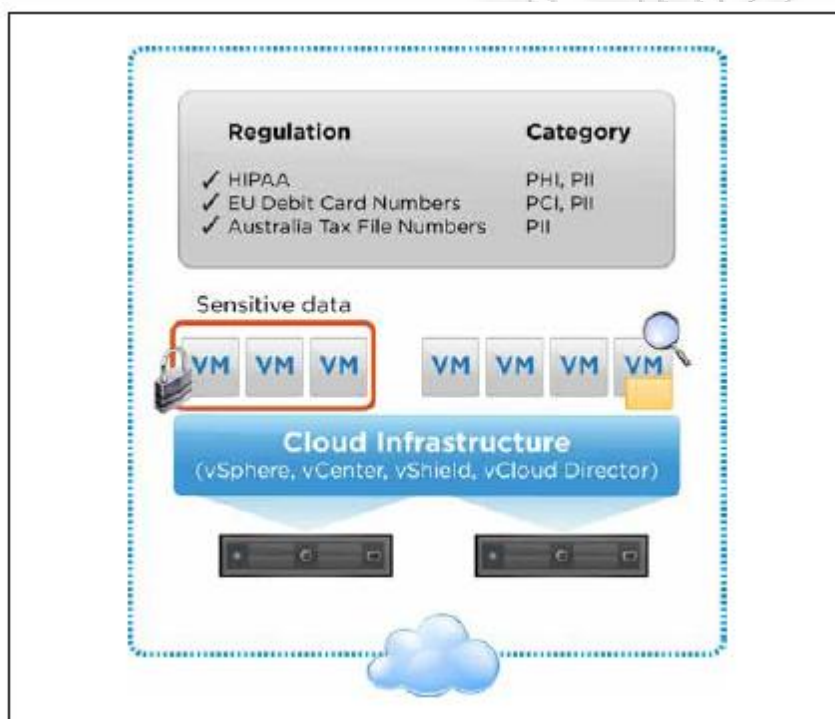 Regulation Category
✓ HIPAA PHI, PII
✓ EU Debit Card Numbers PCI, PII
✓ Australia Tax File Numbers PII
Sensitive data
VM VM VM VM VM VM VM
Cloud Infrastructure
(vSphere, vCenter, vShield, vCloud Director)